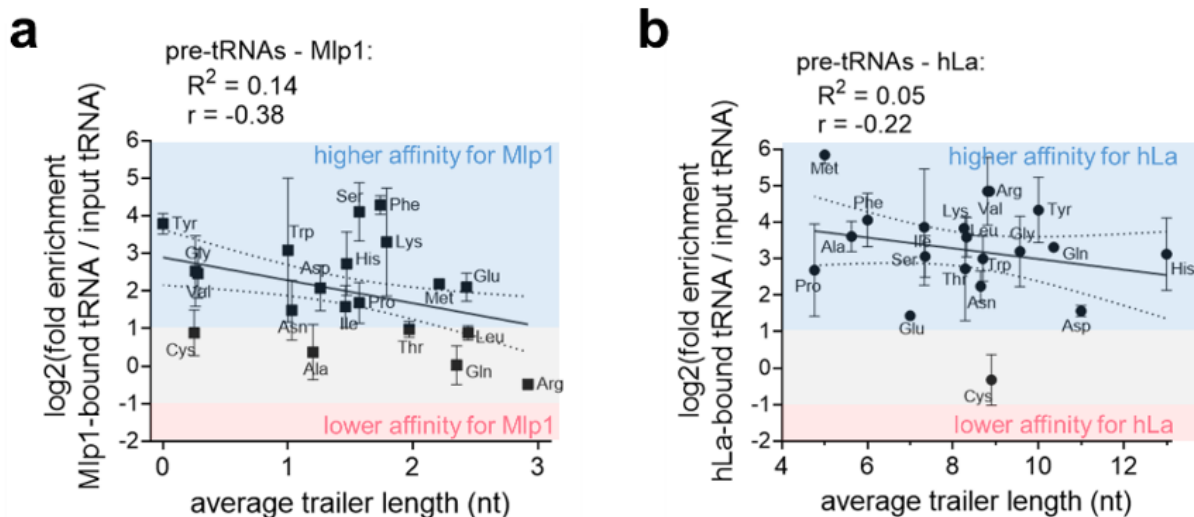 a
pre-tRNAs - Mlp1:
R² = 0.14
r = -0.38
log2(fold enrichment
Mlp1-bound tRNA / input tRNA)
6
5
4
3
2
1
0
-1
-2
higher affinity for Mlp1
Tyr
Gly
Val
Cys
Trp
Asp
Asn
Ala
Ser
Phe
His
Lys
Pro
Ile
Met
Glu
Thr
Leu
Gln
Arg
lower affinity for Mlp1
0
1
2
3
average trailer length (nt)
b
pre-tRNAs - hLa:
R² = 0.05
r = -0.22
log2(fold enrichment
hLa-bound tRNA / input tRNA)
6
5
4
3
2
1
0
-1
-2
higher affinity for hLa
Met
Phe
Ala
Pro
Ile
Ser
Glu
Lys
Leu
Thr
Arg
Val
Trp
Asn
Gly
Tyr
Gln
Asp
His
Cys
lower affinity for hLa
4
6
8
10
12
average trailer length (nt)